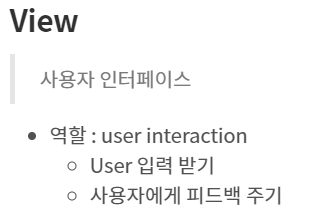 View
사용자 인터페이스
역할 : user interaction
User 입력 받기
사용자에게 피드백 주기